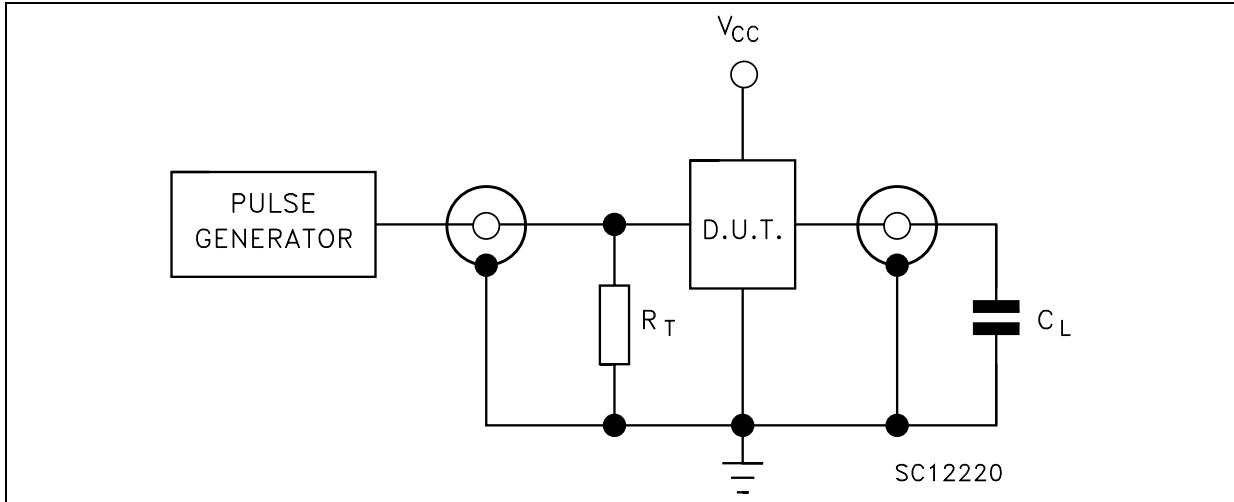 VCC
PULSE
GENERATOR
D.U.T.
RT
CL
SC12220